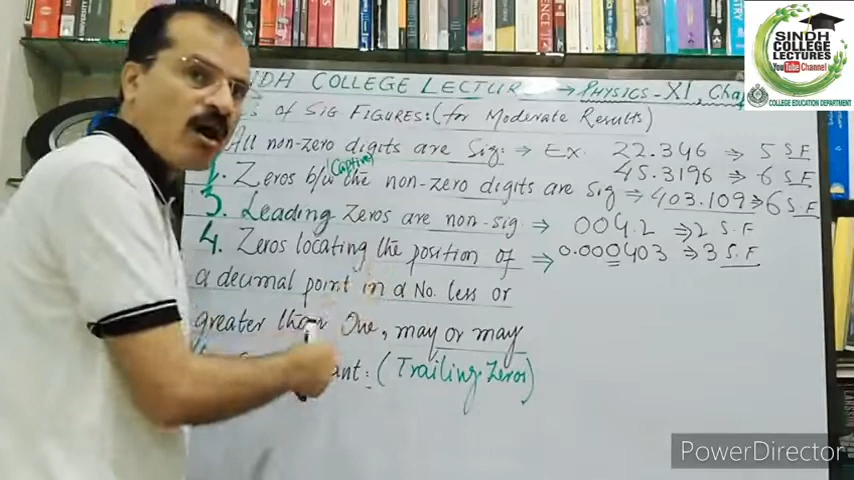 SINDH
COLLEGE
LECTURES
YouTube Channel
COLLEGE EDUCATION DEPARTMENT
NDH COLLEGE LECTUR PHYSICS-XI, Cha
of SIG FIGURES: (for Moderate Results)
All non-zero digits are Sig: ⇒ EX. 22.346 ⇒ 5 S.F
45.3196 ⇒ 6 S.F
2. Zeros b/w (Captive) the non-zero digits are sig ⇒ 403.109 ⇒ 6 S.F
3. Leading Zeros are non-sig ⇒ 004.2 ⇒ 2 S.F
4. Zeros locating the position of ⇒ 0.000403 ⇒ 3 S.F
a decimal point in a No. less or
greater than One, may or may
ant: (Trailing Zeros)
PowerDirector